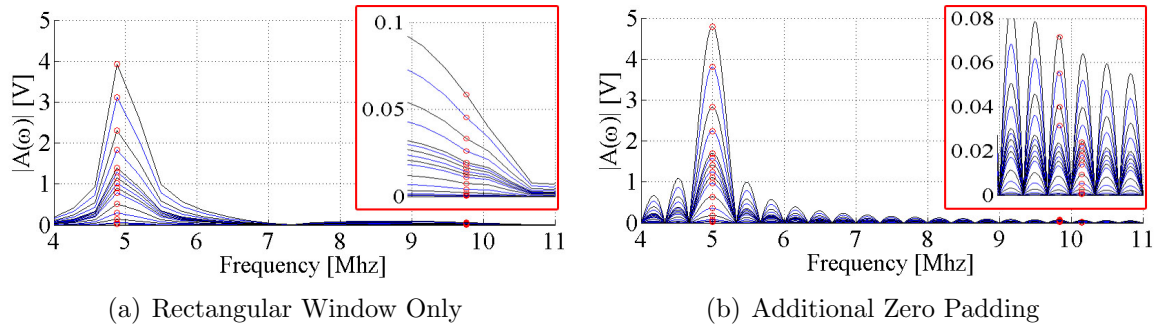 5
4
3
2
1
0
|A(ω)| [V]
4 5 6 7 8 9 10 11
Frequency [Mhz]
0.1
0.05
0
(a) Rectangular Window Only
5
4
3
2
1
0
|A(ω)| [V]
4 5 6 7 8 9 10 11
Frequency [Mhz]
0.08
0.06
0.04
0.02
0
(b) Additional Zero Padding